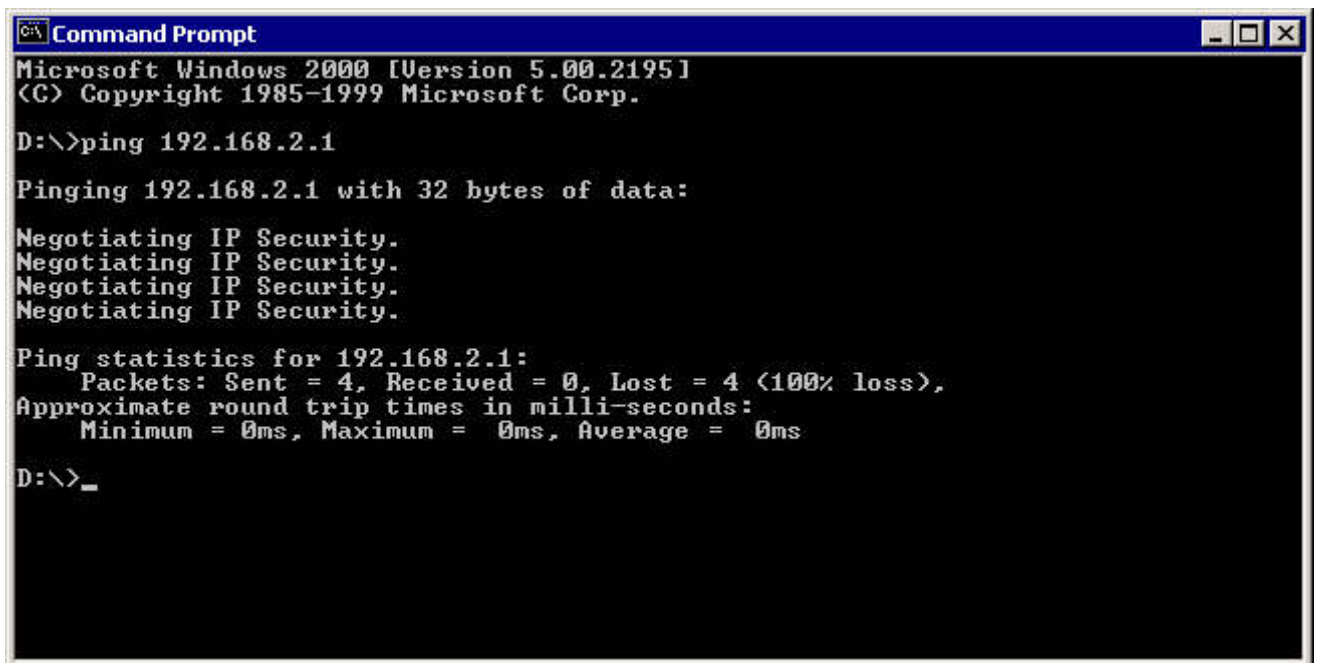 Command Prompt
Microsoft Windows 2000 [Version 5.00.2195]
(C) Copyright 1985-1999 Microsoft Corp.
D:\>ping 192.168.2.1
Pinging 192.168.2.1 with 32 bytes of data:
Negotiating IP Security.
Negotiating IP Security.
Negotiating IP Security.
Negotiating IP Security.
Ping statistics for 192.168.2.1:
    Packets: Sent = 4, Received = 0, Lost = 4 (100% loss),
Approximate round trip times in milli-seconds:
    Minimum = 0ms, Maximum =  0ms, Average =  0ms
D:\>_